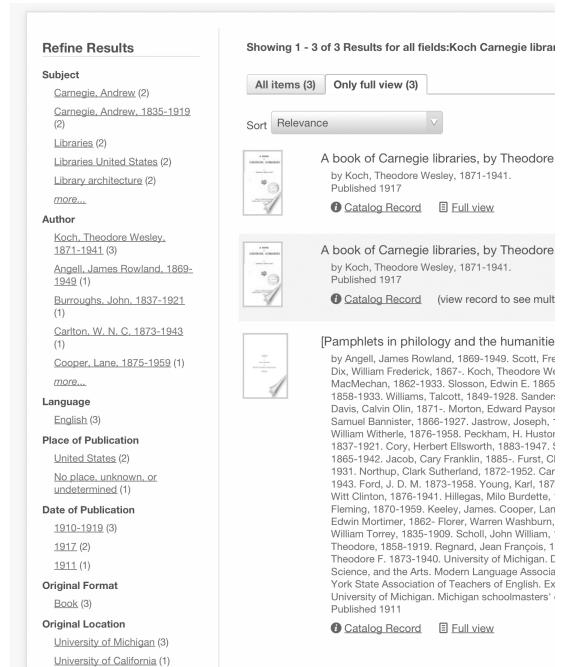 Refine Results
Subject
Carnegie, Andrew (2)
Carnegie, Andrew, 1835-1919
(2)
Libraries (2)
Libraries United States (2)
Library architecture (2)
more...
Author
Koch, Theodore Wesley,
1871-1941 (3)
Angell, James Rowland, 1869-
1949 (1)
Burroughs, John, 1837-1921
(1)
Carlton, W. N. C. 1873-1943
(1)
Cooper, Lane, 1875-1959 (1)
more...
Language
English (3)
Place of Publication
United States (2)
No place, unknown, or
undetermined (1)
Date of Publication
1910-1919 (3)
1917 (2)
1911 (1)
Original Format
Book (3)
Original Location
University of Michigan (3)
University of California (1)
Showing 1 - 3 of 3 Results for all fields:Koch Carnegie librar
All items (3) Only full view (3)
Sort Relevance
A book of Carnegie libraries, by Theodore
by Koch, Theodore Wesley, 1871-1941.
Published 1917
Catalog Record Full view
A book of Carnegie libraries, by Theodore
by Koch, Theodore Wesley, 1871-1941.
Published 1917
Catalog Record (view record to see mult
[Pamphlets in philology and the humanitie
by Angell, James Rowland, 1869-1949. Scott, Fre
Dix, William Frederick, 1867-. Koch, Theodore We
MacMechan, 1862-1933. Slosson, Edwin E. 1865
1858-1933. Williams, Talcott, 1849-1928. Sanders
Davis, Calvin Olin, 1871-. Morton, Edward Payson
Samuel Bannister, 1866-1927. Jastrow, Joseph,
William Witherle, 1876-1958. Peckham, H. Huston
1837-1921. Cory, Herbert Ellsworth, 1883-1947.
1865-1942. Jacob, Cary Franklin, 1885-. Furst, Cl
1931. Northup, Clark Sutherland, 1872-1952. Car
1943. Ford, J. D. M. 1873-1958. Young, Karl, 187
Witt Clinton, 1876-1941. Hillegas, Milo Burdette,
Fleming, 1870-1959. Keeley, James. Cooper, Lan
Edwin Mortimer, 1862- Florer, Warren Washburn,
William Torrey, 1835-1909. Scholl, John William,
Theodore, 1858-1919. Regnard, Jean François, 1
Theodore F. 1873-1940. University of Michigan. D
Science, and the Arts. Modern Language Associa
York State Association of Teachers of English. Ex
University of Michigan. Michigan schoolmasters'
Published 1911
Catalog Record Full view